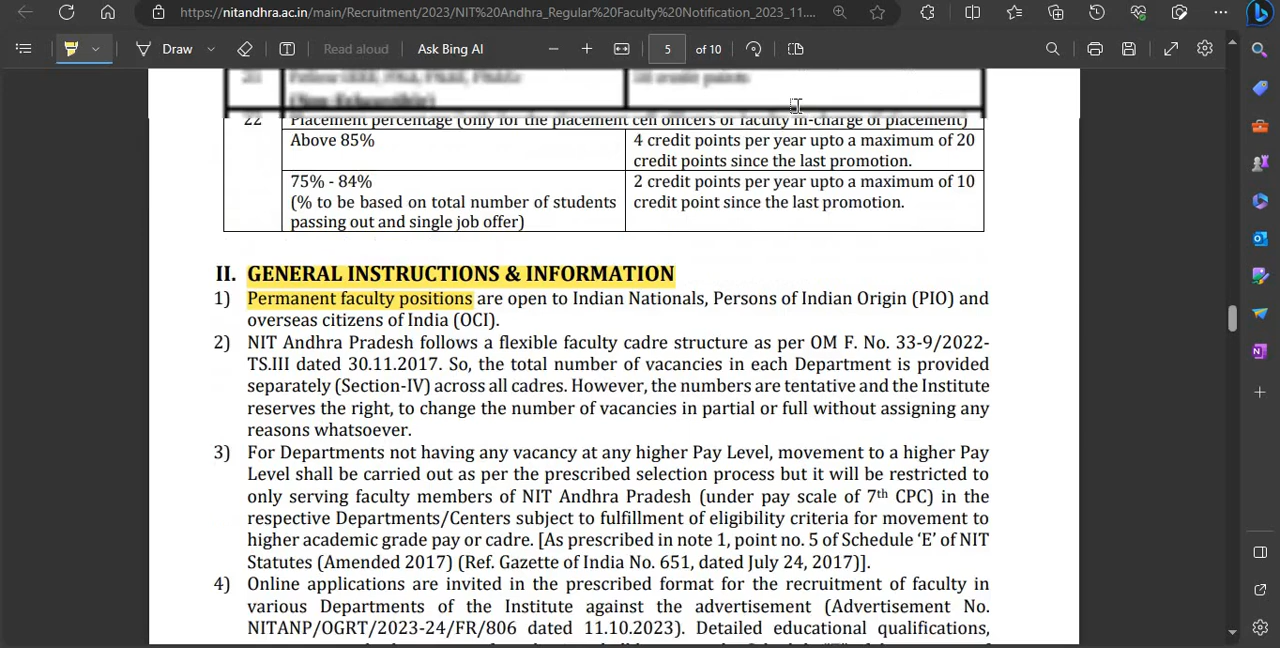 https://nitandhra.ac.in/main/Recruitment/2023/NIT%20Andhra_Regular%20Faculty%20Notification_2023_11....
Draw
Read aloud
Ask Bing AI
5 of 10
22 Placement percentage (only for the placement cell officers or faculty in-charge of placement)
Above 85% 4 credit points per year upto a maximum of 20
credit points since the last promotion.
75% - 84% 2 credit points per year upto a maximum of 10
(% to be based on total number of students credit point since the last promotion.
passing out and single job offer)
II. GENERAL INSTRUCTIONS & INFORMATION
1) Permanent faculty positions are open to Indian Nationals, Persons of Indian Origin (PIO) and
overseas citizens of India (OCI).
2) NIT Andhra Pradesh follows a flexible faculty cadre structure as per OM F. No. 33-9/2022-
TS.III dated 30.11.2017. So, the total number of vacancies in each Department is provided
separately (Section-IV) across all cadres. However, the numbers are tentative and the Institute
reserves the right, to change the number of vacancies in partial or full without assigning any
reasons whatsoever.
3) For Departments not having any vacancy at any higher Pay Level, movement to a higher Pay
Level shall be carried out as per the prescribed selection process but it will be restricted to
only serving faculty members of NIT Andhra Pradesh (under pay scale of 7th CPC) in the
respective Departments/Centers subject to fulfillment of eligibility criteria for movement to
higher academic grade pay or cadre. [As prescribed in note 1, point no. 5 of Schedule ‘E’ of NIT
Statutes (Amended 2017) (Ref. Gazette of India No. 651, dated July 24, 2017)].
4) Online applications are invited in the prescribed format for the recruitment of faculty in
various Departments of the Institute against the advertisement (Advertisement No.
NITANP/OGRT/2023-24/FR/806 dated 11.10.2023). Detailed educational qualifications,